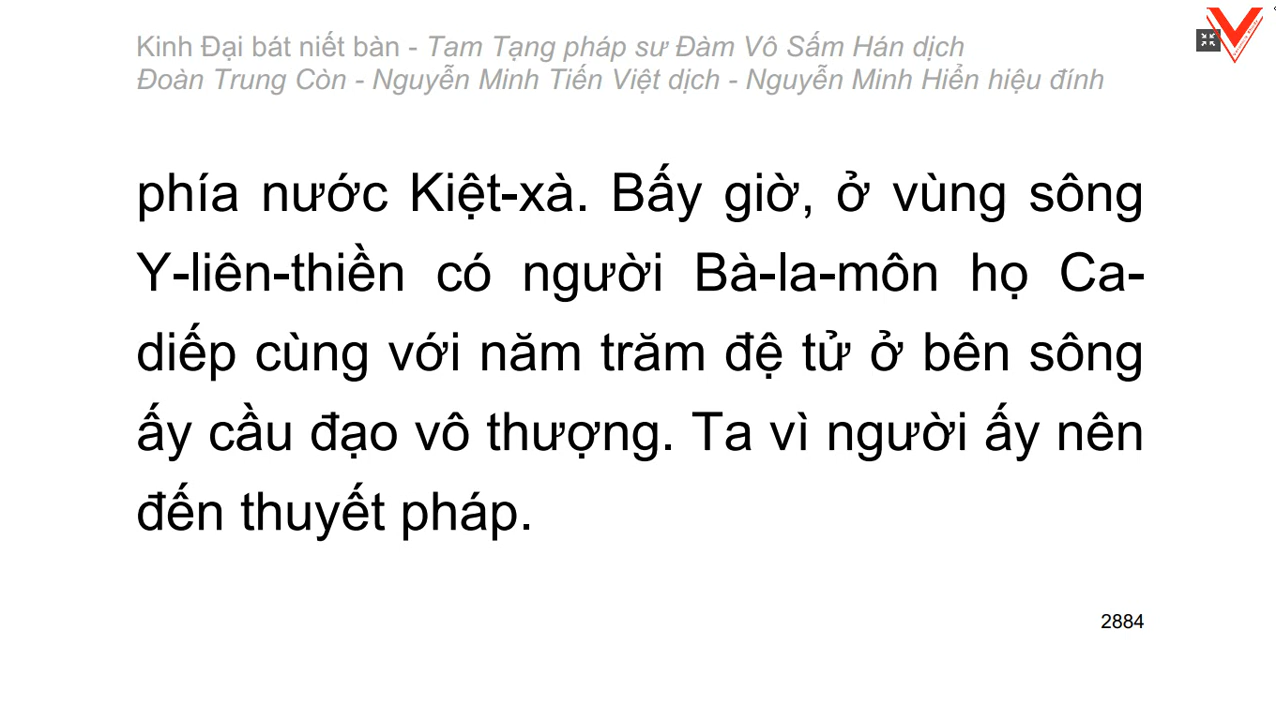 Kinh Đại bát niết bàn - Tam Tạng pháp sư Đàm Vô Sấm Hán dịch
Đoàn Trung Còn - Nguyễn Minh Tiến Việt dịch - Nguyễn Minh Hiển hiệu đính
phía nước Kiệt-xà. Bấy giờ, ở vùng sông
Y-liên-thiền có người Bà-la-môn họ Ca-
diếp cùng với năm trăm đệ tử ở bên sông
ấy cầu đạo vô thượng. Ta vì người ấy nên
đến thuyết pháp.
2884